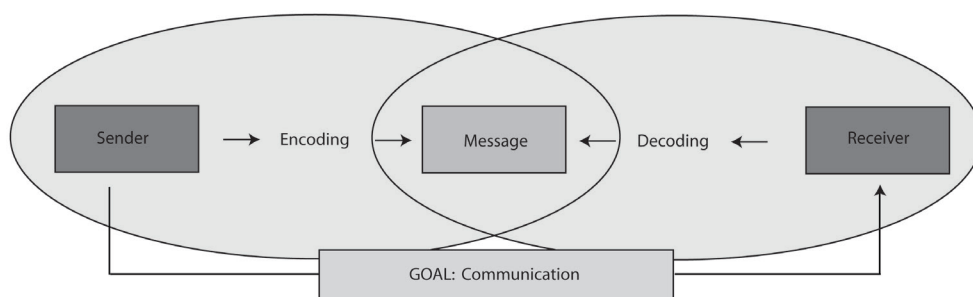 Sender
Encoding
Message
Decoding
Receiver
GOAL: Communication